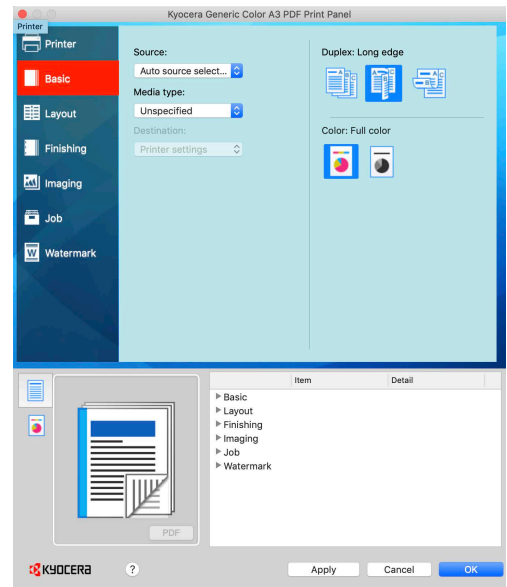 Kyocera Generic Color A3 PDF Print Panel
Printer
Printer
Basic
Layout
Finishing
Imaging
Job
W Watermark
Source:
Auto source select...
Media type:
Unspecified
Destination:
Printer settings
Duplex: Long edge
Color: Full color
Item Detail
Basic
Layout
Finishing
Imaging
Job
Watermark
PDF
KYOCERA
?
Apply Cancel OK